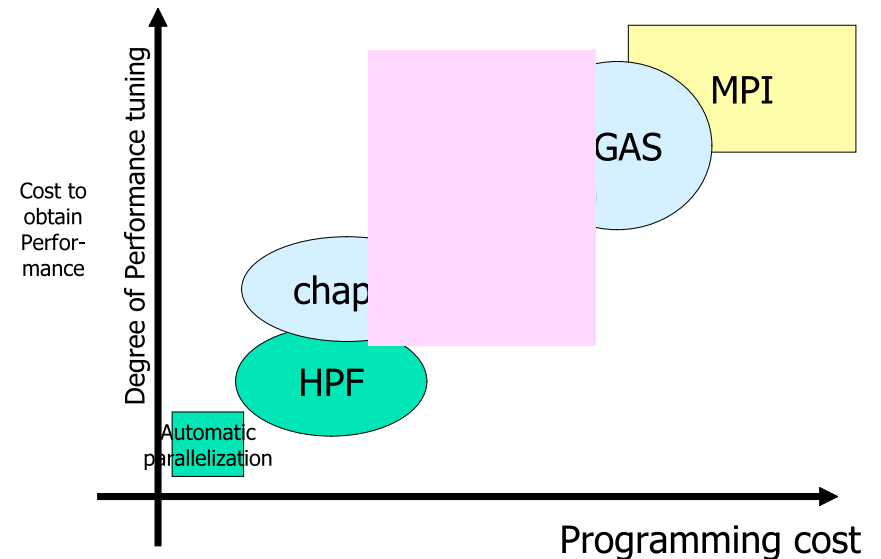 MPI
GAS
Cost to
obtain
Perfor-
mance
Degree of Performance tuning
chap
HPF
Automatic
parallelization
Programming cost